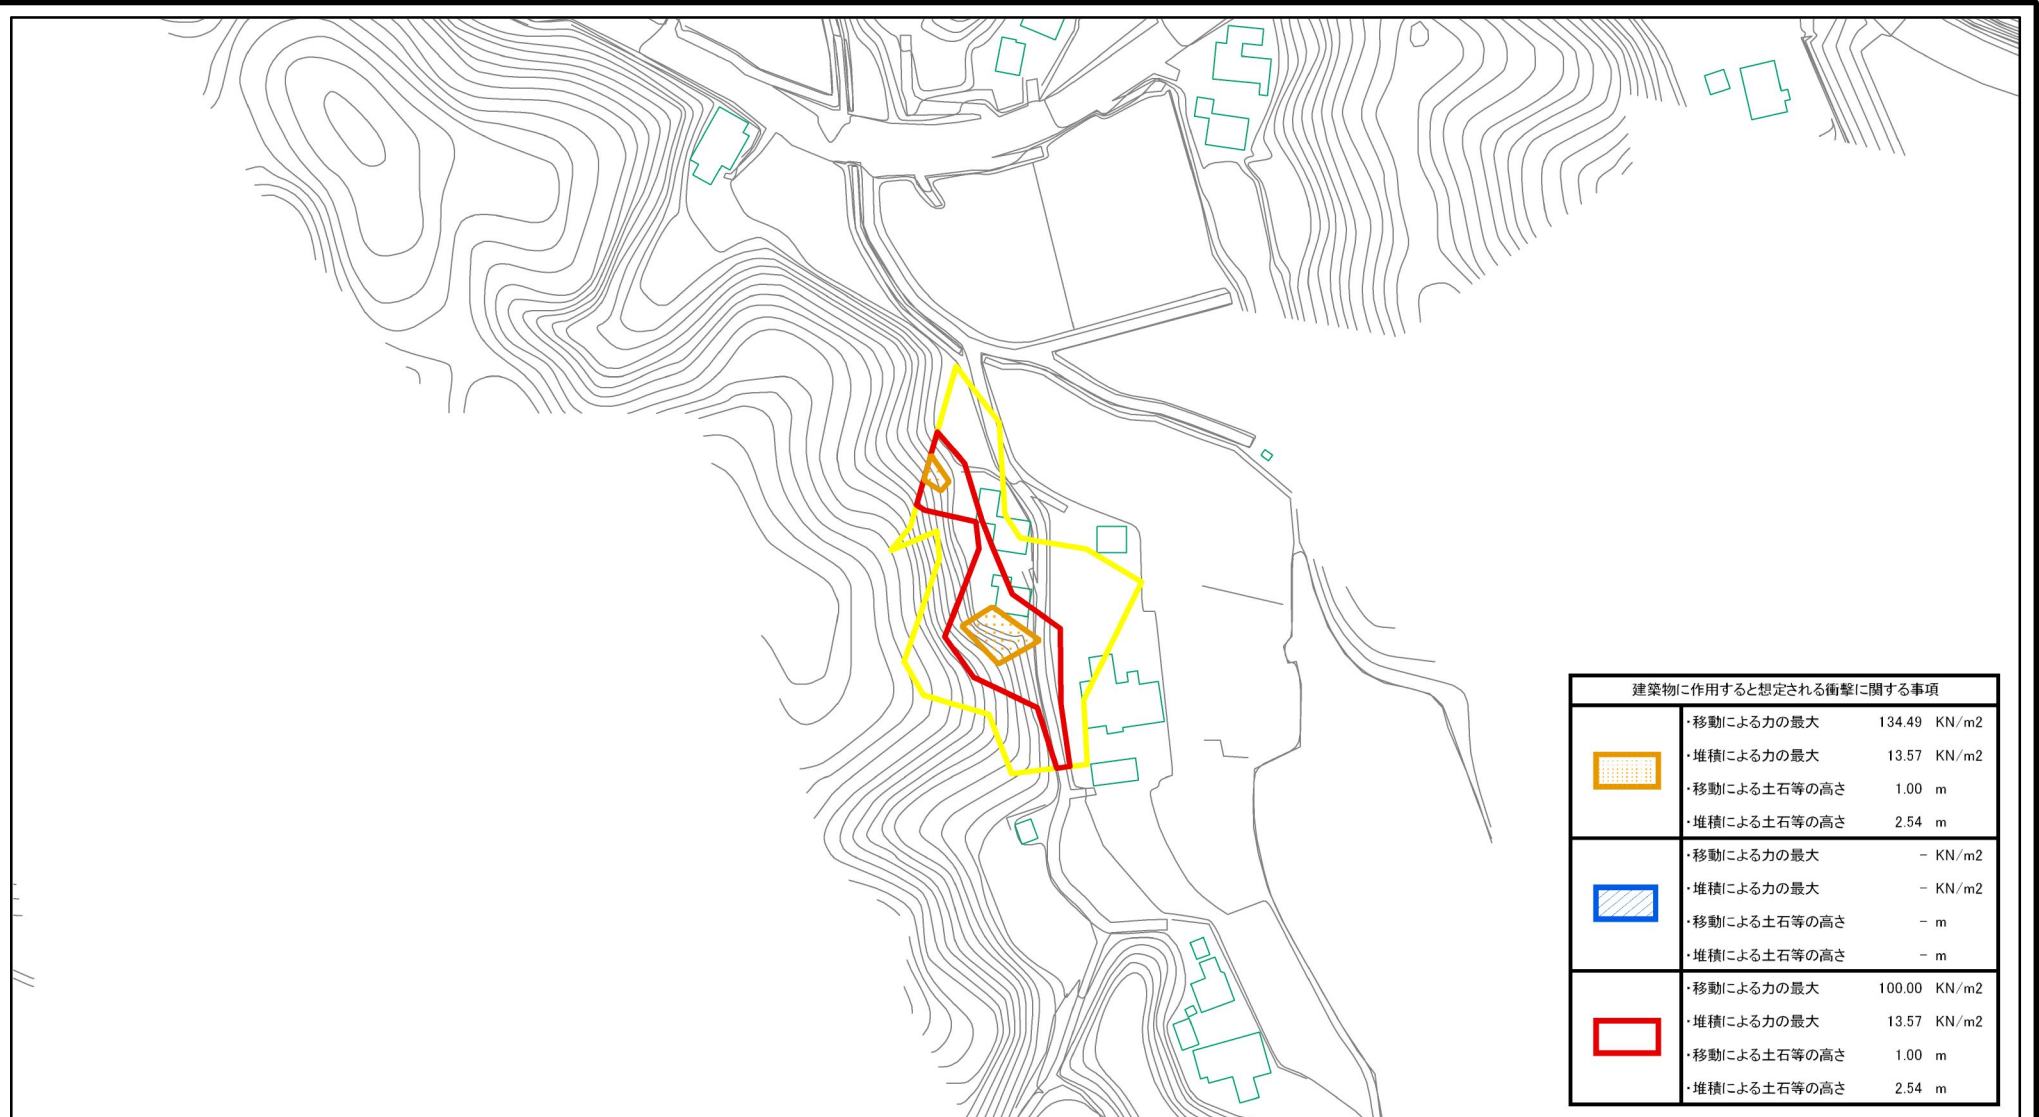 建築物に作用すると想定される衝撃に関する事項
・移動による力の最大 134.49 KN/m2
・堆積による力の最大 13.57 KN/m2
・移動による土石等の高さ 1.00 m
・堆積による土石等の高さ 2.54 m
・移動による力の最大 - KN/m2
・堆積による力の最大 - KN/m2
・移動による土石等の高さ - m
・堆積による土石等の高さ - m
・移動による力の最大 100.00 KN/m2
・堆積による力の最大 13.57 KN/m2
・移動による土石等の高さ 1.00 m
・堆積による土石等の高さ 2.54 m